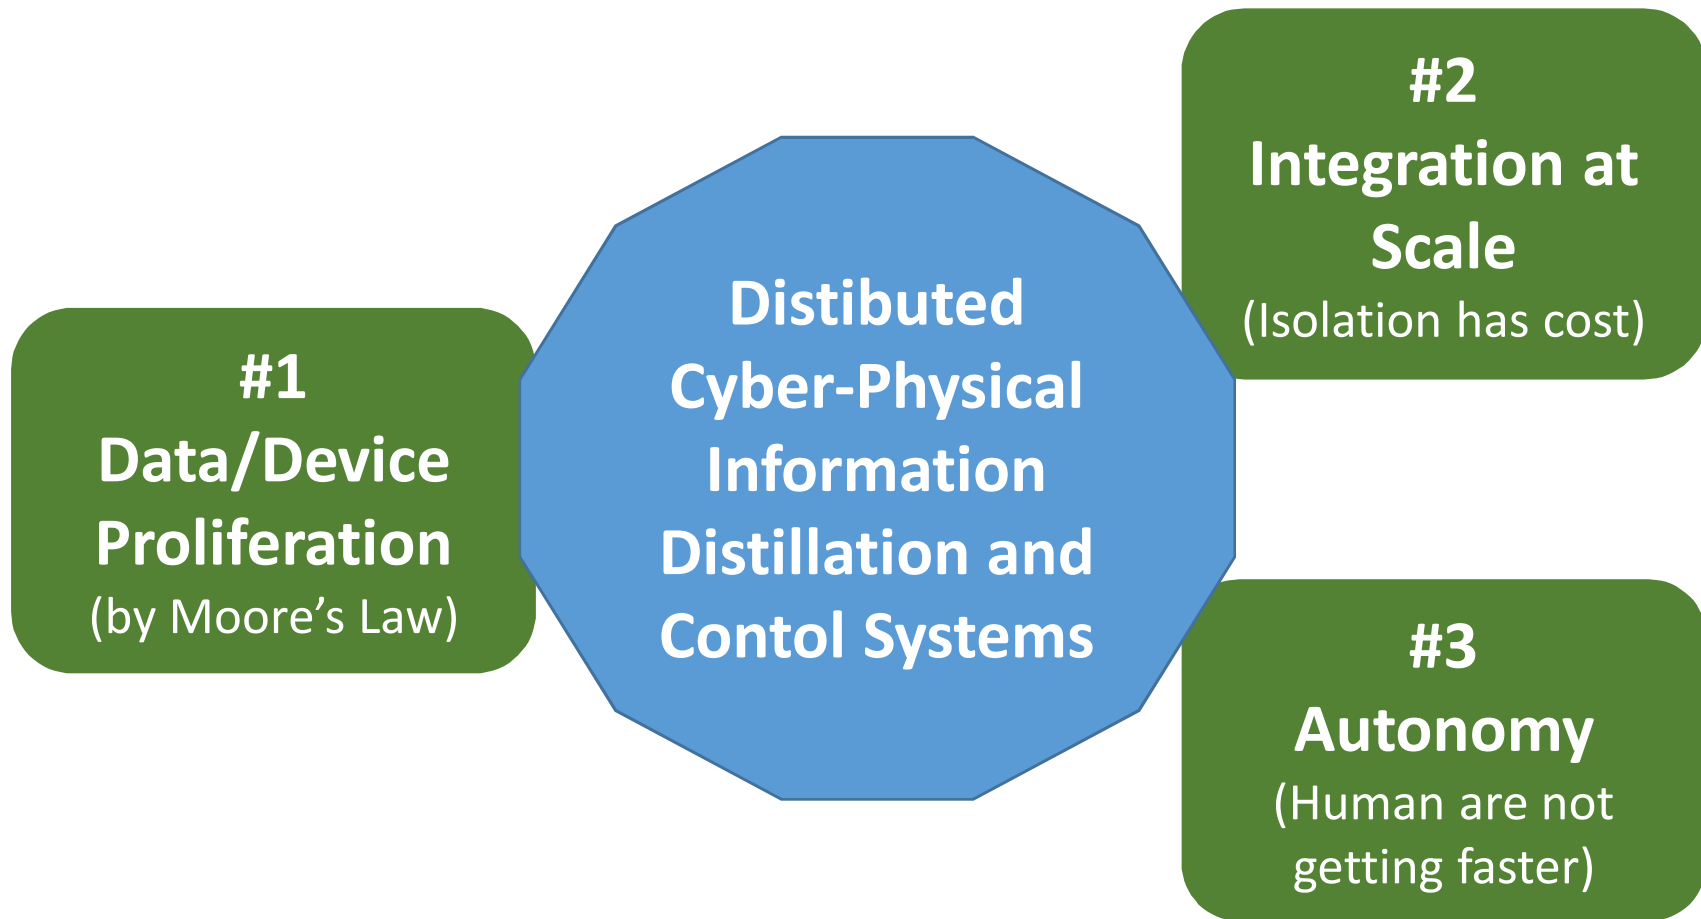 #1
Data/Device
Proliferation
(by Moore’s Law)
Distibuted
Cyber-Physical
Information
Distillation and
Contol Systems
#2
Integration at
Scale
(Isolation has cost)
#3
Autonomy
(Human are not
getting faster)